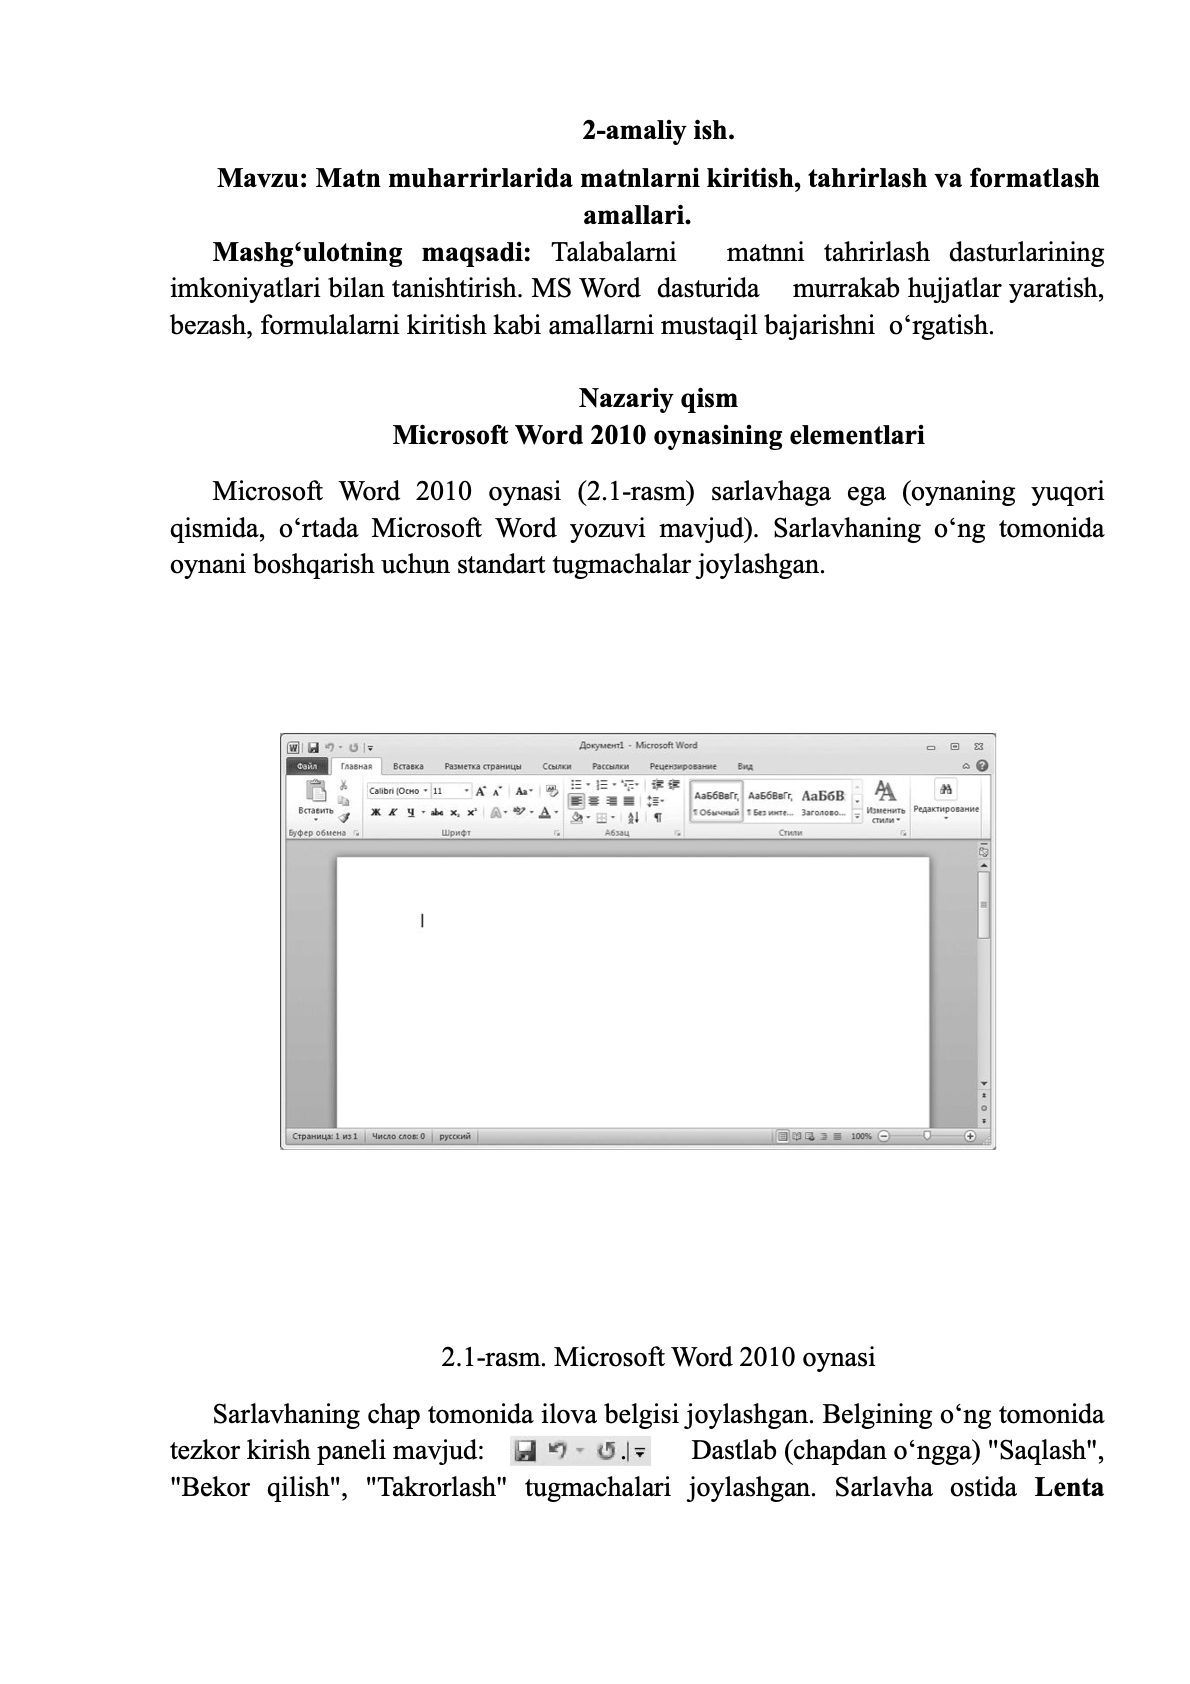 2-amaliy ish.
Mavzu: Matn muharrirlarida matnlarni kiritish, tahrirlash va formatlash
amallari.
Mashg‘ulotning maqsadi: Talabalarni matnni tahrirlash dasturlarining
imkoniyatlari bilan tanishtirish. MS Word dasturida murrakab hujjatlar yaratish,
bezash, formulalarni kiritish kabi amallarni mustaqil bajarishni o‘rgatish.
Nazariy qism
Microsoft Word 2010 oynasining elementlari
Microsoft Word 2010 oynasi (2.1-rasm) sarlavhaga ega (oynaning yuqori
qismida, o‘rtada Microsoft Word yozuvi mavjud). Sarlavhaning o‘ng tomonida
oynani boshqarish uchun standart tugmachalar joylashgan.
Документ1 - Microsoft Word
Файл Главная Вставка Разметка страницы Ссылки Рассылки Рецензирование Вид
Calibri (Осно 11 Aa
АаБбВвГг, АаБбВвГг, АаБбВ
Вставить
Ж К Ч abc x, x² A
¶ Обычный ¶ Без инте... Заголово...
Изменить стили
Редактирование
Буфер обмена Шрифт Абзац Стили
Страница: 1 из 1 Число слов: 0 русский 100%
2.1-rasm. Microsoft Word 2010 oynasi
Sarlavhaning chap tomonida ilova belgisi joylashgan. Belgining o‘ng tomonida
tezkor kirish paneli mavjud: Dastlab (chapdan o‘ngga) "Saqlash",
"Bekor qilish", "Takrorlash" tugmachalari joylashgan. Sarlavha ostida Lenta